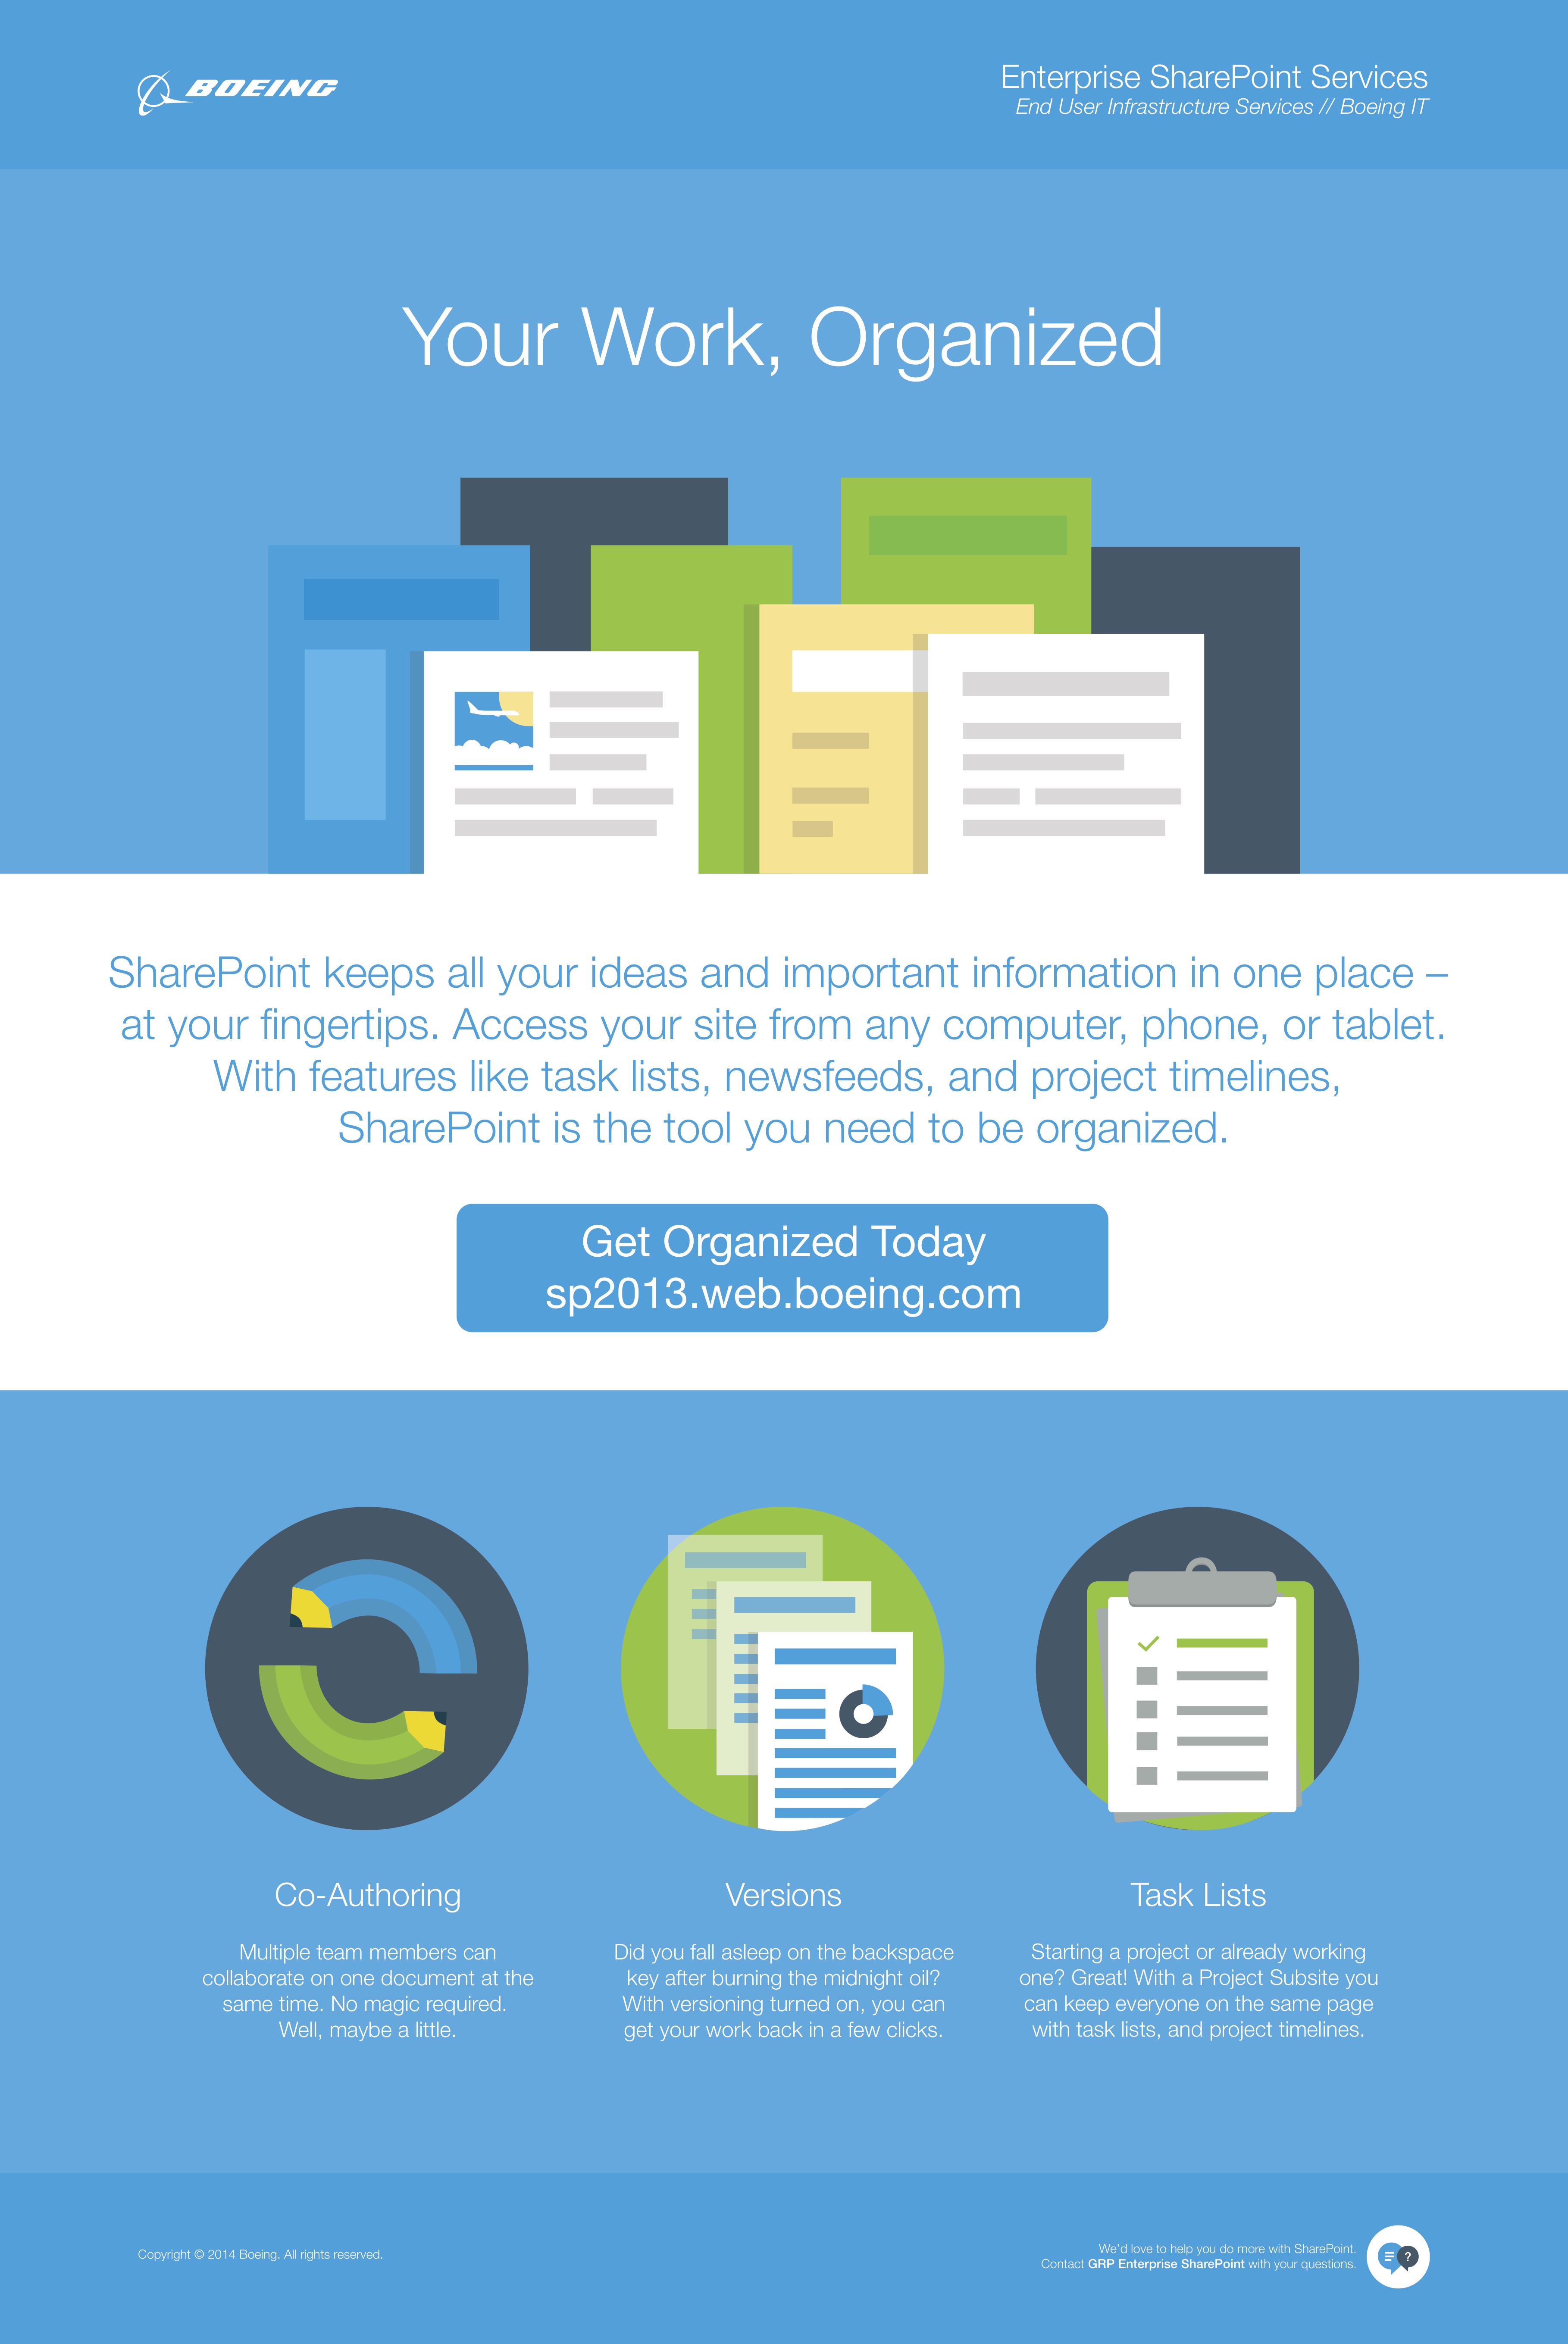 BOEING
Enterprise SharePoint Services
End User Infrastructure Services // Boeing IT
Your Work, Organized
SharePoint keeps all your ideas and important information in one place –
at your fingertips. Access your site from any computer, phone, or tablet.
With features like task lists, newsfeeds, and project timelines,
SharePoint is the tool you need to be organized.
Get Organized Today
sp2013.web.boeing.com
Co-Authoring
Multiple team members can
collaborate on one document at the
same time. No magic required.
Well, maybe a little.
Versions
Did you fall asleep on the backspace
key after burning the midnight oil?
With versioning turned on, you can
get your work back in a few clicks.
Task Lists
Starting a project or already working
one? Great! With a Project Subsite you
can keep everyone on the same page
with task lists, and project timelines.
Copyright © 2014 Boeing. All rights reserved.
We'd love to help you do more with SharePoint.
Contact GRP Enterprise SharePoint with your questions.
?